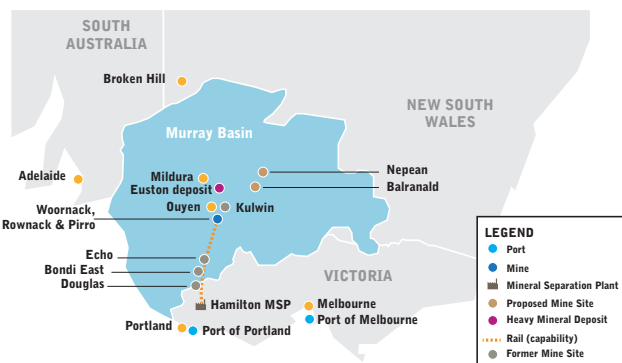 SOUTH
AUSTRALIA
Broken Hill
NEW SOUTH
WALES
Murray Basin
Adelaide
Mildura
Euston deposit
Nepean
Balranald
Woornack,
Rownack & Pirro
Ouyen
Kulwin
Echo
Bondi East
Douglas
VICTORIA
Hamilton MSP
Melbourne
Port of Melbourne
Portland
Port of Portland
LEGEND
Port
Mine
Mineral Separation Plant
Proposed Mine Site
Heavy Mineral Deposit
Rail (capability)
Former Mine Site